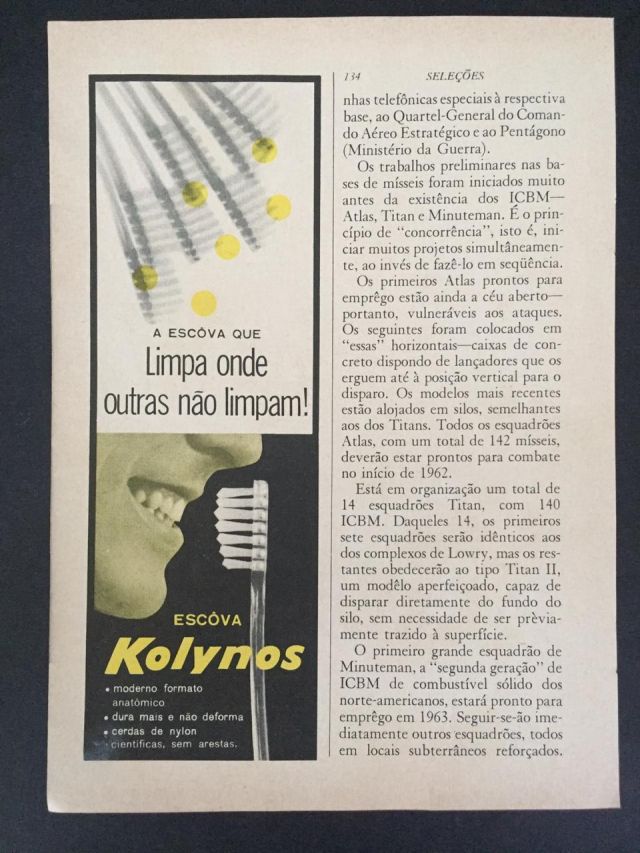 A ESCÔVA QUE
Limpa onde
outras não limpam!
ESCÔVA
Kolynos
• moderno formato
anatômico
• dura mais e não deforma
• cerdas de nylon
científicas, sem arestas.
134 SELEÇÕES
nhas telefônicas especiais à respectiva
base, ao Quartel-General do Coman-
do Aéreo Estratégico e ao Pentágono
(Ministério da Guerra).
Os trabalhos preliminares nas ba-
ses de mísseis foram iniciados muito
antes da existência dos ICBM—
Atlas, Titan e Minuteman. É o prin-
cípio de “concorrência”, isto é, ini-
ciar muitos projetos simultâneamen-
te, ao invés de fazê-lo em seqüência.
Os primeiros Atlas prontos para
emprêgo estão ainda a céu aberto—
portanto, vulneráveis aos ataques.
Os seguintes foram colocados em
“essas” horizontais—caixas de con-
creto dispondo de lançadores que os
erguem até à posição vertical para o
disparo. Os modelos mais recentes
estão alojados em silos, semelhantes
aos dos Titans. Todos os esquadrões
Atlas, com um total de 142 mísseis,
deverão estar prontos para combate
no início de 1962.
Está em organização um total de
14 esquadrões Titan, com 140
ICBM. Daqueles 14, os primeiros
sete esquadrões serão idênticos aos
dos complexos de Lowry, mas os res-
tantes obedecerão ao tipo Titan II,
um modêlo aperfeiçoado, capaz de
disparar diretamente do fundo do
silo, sem necessidade de ser prèvia-
mente trazido à superfície.
O primeiro grande esquadrão de
Minuteman, a “segunda geração” de
ICBM de combustível sólido dos
norte-americanos, estará pronto para
emprêgo em 1963. Seguir-se-ão ime-
diatamente outros esquadrões, todos
em locais subterrâneos reforçados.